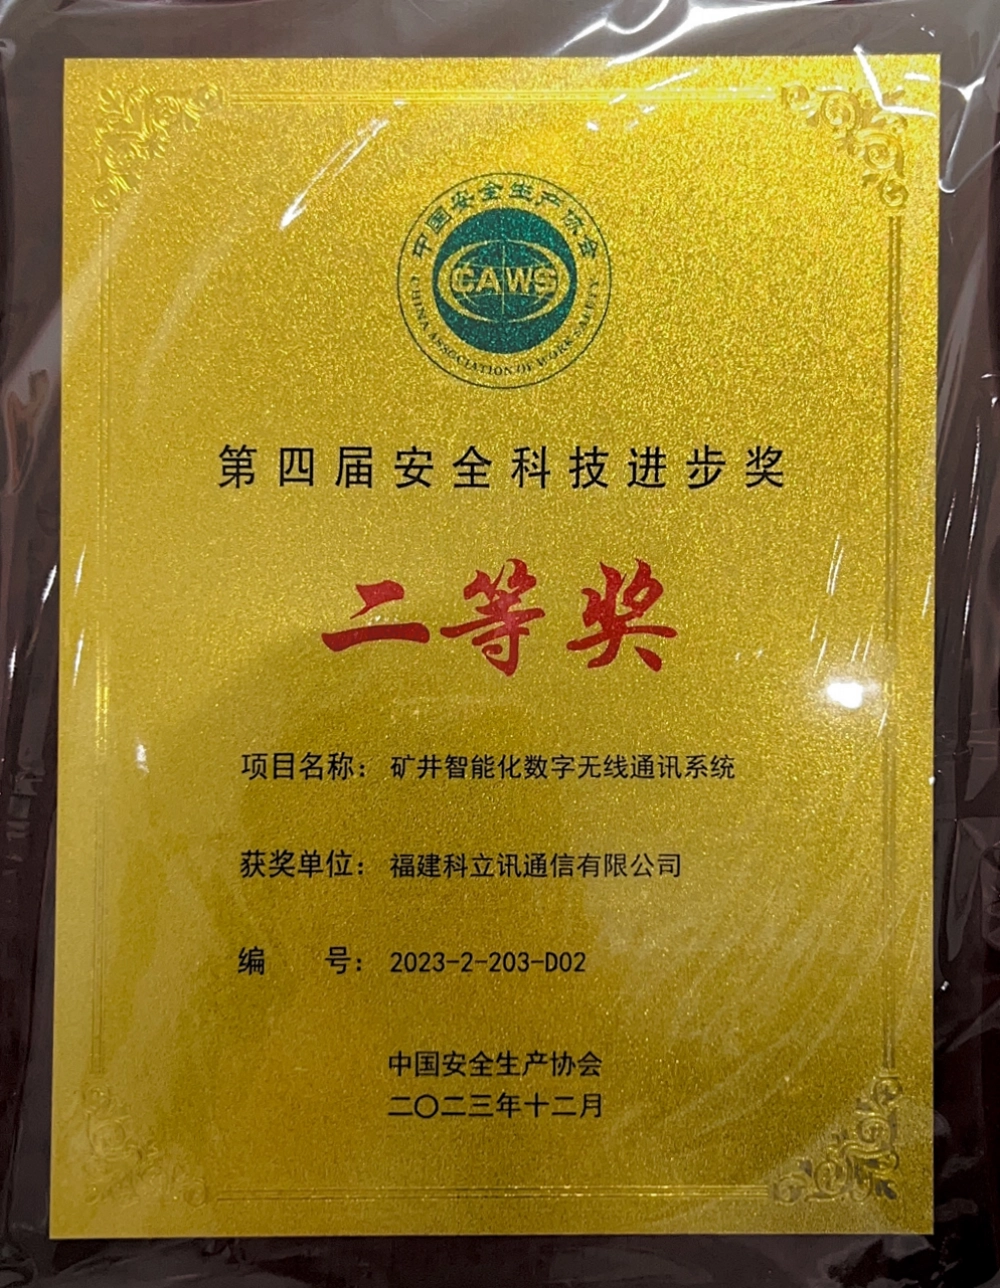 中国安全生产协会
CAWS
CHINA ASSOCIATION OF WORK SAFETY
第四届安全科技进步奖
二等奖
项目名称：矿井智能化数字无线通讯系统
获奖单位：福建科立讯通信有限公司
编　　号：2023-2-203-D02
中国安全生产协会
二〇二三年十二月